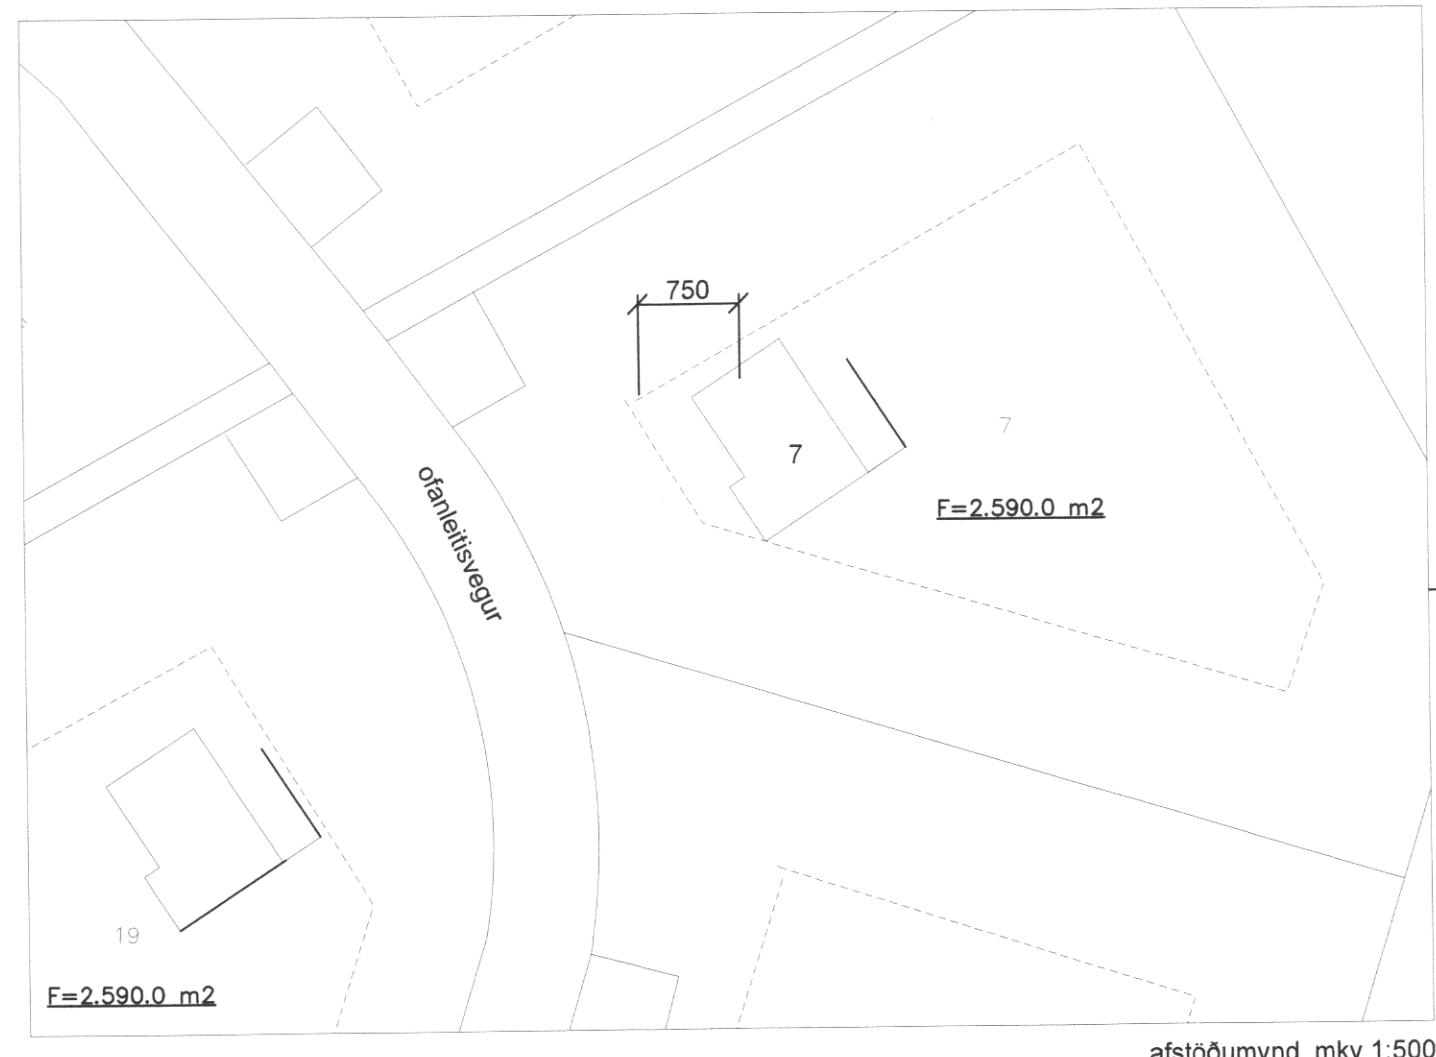 750
7
7
F=2.590.0 m2
ofanleitisvegur
19
F=2.590.0 m2
afstöðumynd mkv 1:500